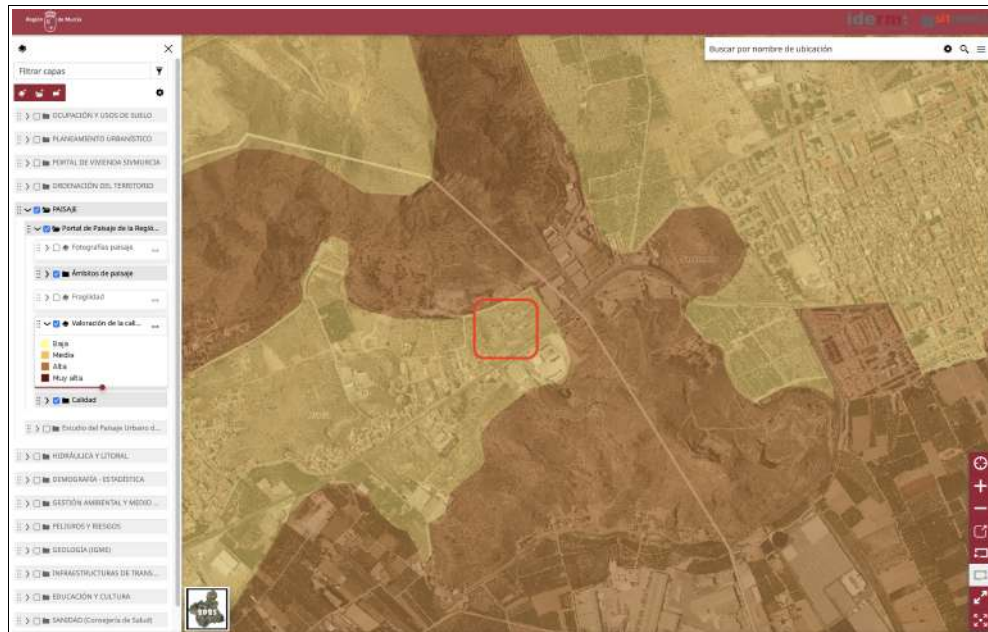 Región de Murcia
iderm:
sit
Filtrar capas
Buscar por nombre de ubicación
OCUPACIÓN Y USOS DE SUELO
PLANEAMIENTO URBANÍSTICO
PORTAL DE VIVIENDA SIVMURCIA
ORDENACIÓN DEL TERRITORIO
PAISAJE
Portal de Paisaje de la Regió...
Fotografías paisaje
Ámbitos de paisaje
Fragilidad
Valoración de la cali...
Baja
Media
Alta
Muy alta
Calidad
Estudio del Paisaje Urbano d...
HIDRÁULICA Y LITORAL
DEMOGRAFÍA - ESTADÍSTICA
GESTIÓN AMBIENTAL Y MEDIO ...
PELIGROS Y RIESGOS
GEOLOGÍA (IGME)
INFRAESTRUCTURAS DE TRANS...
EDUCACIÓN Y CULTURA
SANIDAD (Consejería de Salud)